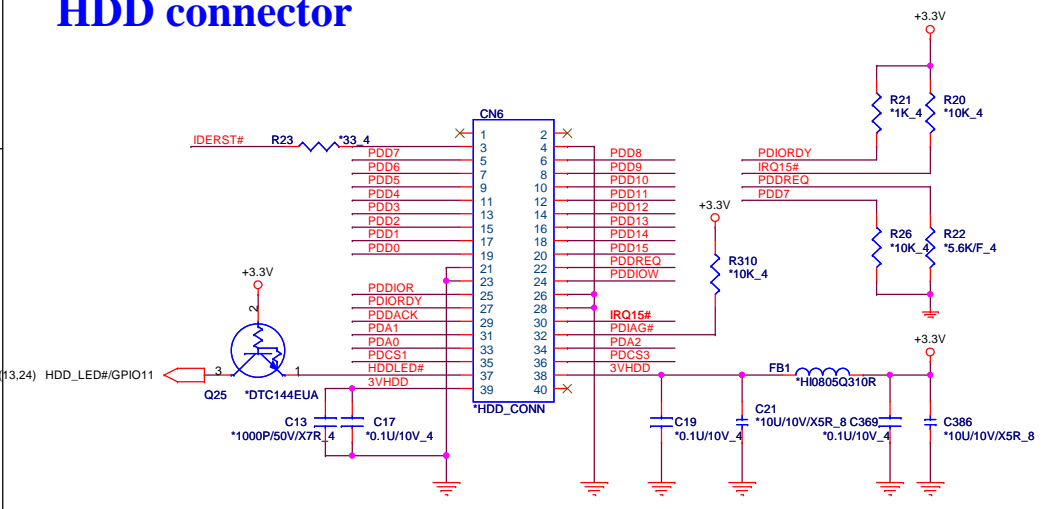 HDD connector
+3.3V
R21
*1K_4
R20
*10K_4
CN6
IDERST#
R23
*33_4
1
2
3
4
PDD7
5
6
PDD8
PDD6
7
8
PDD9
PDD5
9
10
PDD10
PDD4
11
12
PDD11
PDD3
13
14
PDD12
PDD2
15
16
PDD13
PDD1
17
18
PDD14
PDD0
19
20
PDD15
21
22
PDDREQ
23
24
PDDIOW
PDDIOR
25
26
PDIORDY
27
28
PDDACK
29
30
IRQ15#
PDA1
31
32
PDIAG#
PDA0
33
34
PDA2
PDCS1
35
36
PDCS3
HDDLED#
37
38
3VHDD
3VHDD
39
40
*HDD_CONN
PDIORDY
IRQ15#
PDDREQ
PDD7
+3.3V
R310
*10K_4
R26
*10K_4
R22
*5.6K/F_4
+3.3V
2
3
1
13,24) HDD_LED#/GPIO11
Q25
*DTC144EUA
C13
*1000P/50V/X7R_4
C17
*0.1U/10V_4
+3.3V
FB1
*HI0805Q310R
C19
*0.1U/10V_4
C21
*10U/10V/X5R_8
C369
*0.1U/10V_4
C386
*10U/10V/X5R_8